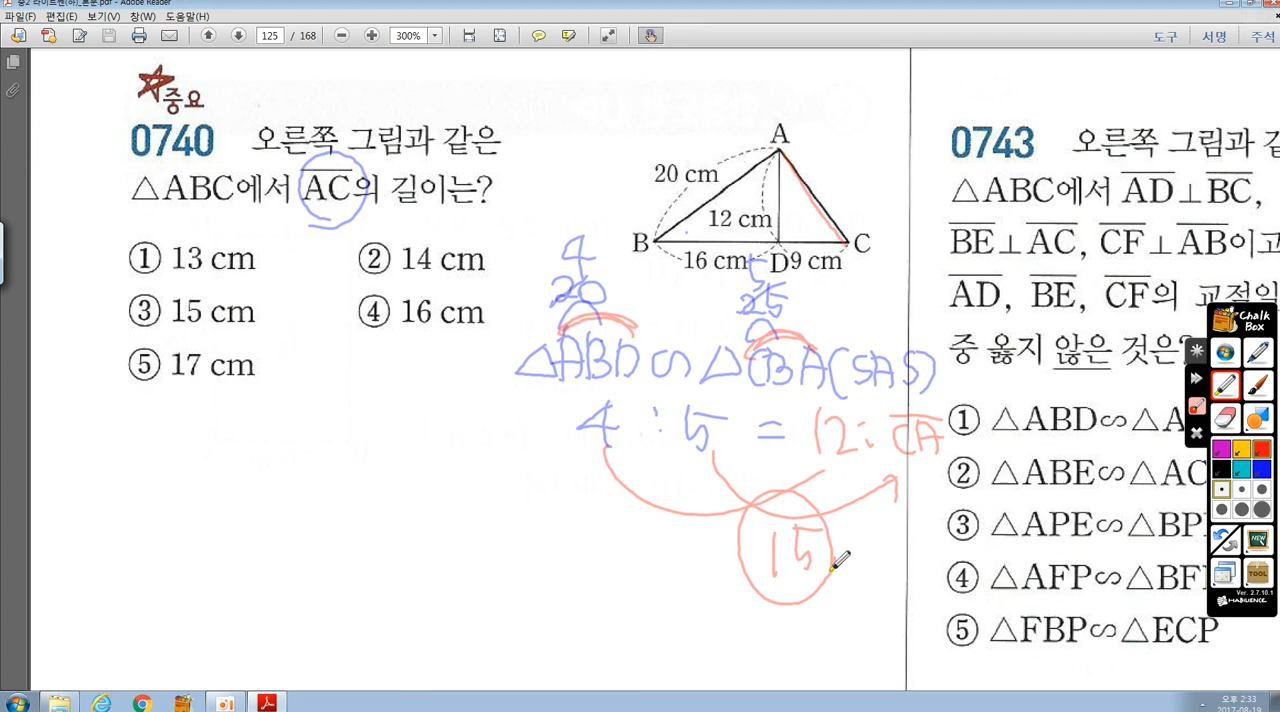 중2 라이트쎈(하)_본문.pdf - Adobe Reader
파일(F) 편집(E) 보기(V) 창(W) 도움말(H)
125 / 168 300% 도구 서명 주석
중요
0740 오른쪽 그림과 같은
△ABC에서 AC의 길이는?
① 13 cm ② 14 cm
③ 15 cm ④ 16 cm
⑤ 17 cm
A
20 cm
12 cm
B D C
16 cm 9 cm
4 5
20 25
△ABD ∽ △CBA(SAS)
4 : 5 = 12 : CA
15
0743 오른쪽 그림과 같
△ABC에서 AD⊥BC,
BE⊥AC, CF⊥AB이고
AD, BE, CF의 교점일
중 옳지 않은 것은?
① △ABD∽△A
② △ABE∽△AC
③ △APE∽△BP
④ △AFP∽△BF
⑤ △FBP∽△ECP
Chalk Box
NEW
TOOL
Ver. 2.7.10.1
HABILIENCE
오후 2:33
2017-08-19